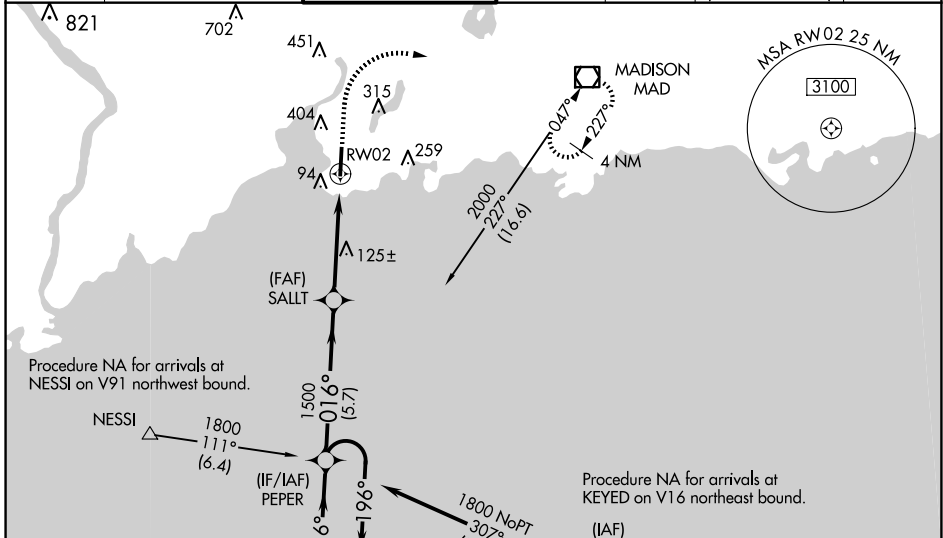 821
702
451
404
315
259
94
RW02
MADISON
MAD
047°
227°
4 NM
2000
227°
(16.6)
MSA RW02 25 NM
3100
125±
(FAF)
SALLT
Procedure NA for arrivals at
NESSI on V91 northwest bound.
NESSI
1800
111°
(6.4)
1500
016°
(5.7)
(IF/IAF)
PEPER
196°
6°
1800 NoPT
307°
Procedure NA for arrivals at
KEYED on V16 northeast bound.
(IAF)